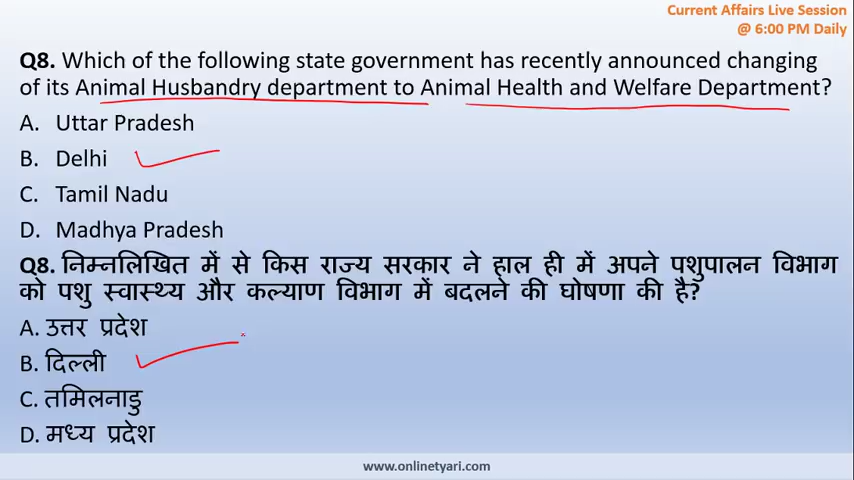 Current Affairs Live Session
@ 6:00 PM Daily
Q8. Which of the following state government has recently announced changing
of its Animal Husbandry department to Animal Health and Welfare Department?
A. Uttar Pradesh
B. Delhi
C. Tamil Nadu
D. Madhya Pradesh
Q8. निम्नलिखित में से किस राज्य सरकार ने हाल ही में अपने पशुपालन विभाग
को पशु स्वास्थ्य और कल्याण विभाग में बदलने की घोषणा की है?
A. उत्तर प्रदेश
B. दिल्ली
C. तमिलनाडु
D. मध्य प्रदेश
www.onlinetyari.com